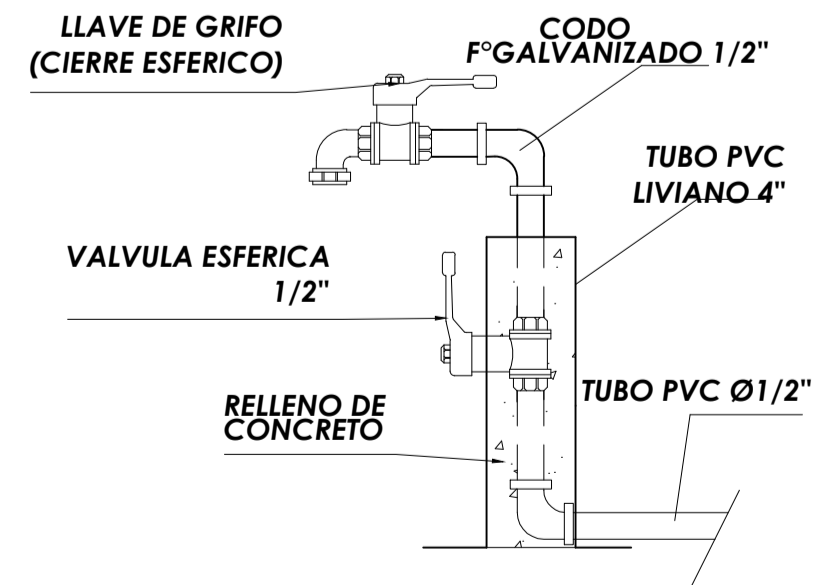 LLAVE DE GRIFO
(CIERRE ESFERICO)
CODO
F°GALVANIZADO 1/2"
TUBO PVC
LIVIANO 4"
VALVULA ESFERICA
1/2"
TUBO PVC Ø1/2"
RELLENO DE
CONCRETO